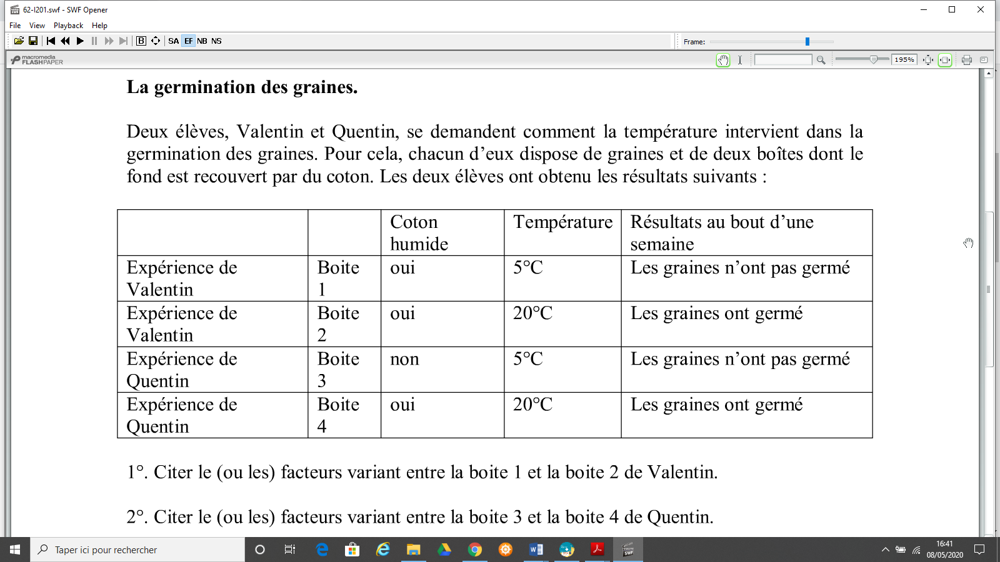 62-I201.swf - SWF Opener
File View Playback Help
B SA EF NB NS Frame:
macromedia
FLASHPAPER 195%
La germination des graines.
Deux élèves, Valentin et Quentin, se demandent comment la température intervient dans la
germination des graines. Pour cela, chacun d’eux dispose de graines et de deux boîtes dont le
fond est recouvert par du coton. Les deux élèves ont obtenu les résultats suivants :
Coton Température Résultats au bout d’une
humide semaine
Expérience de Boite oui 5°C Les graines n’ont pas germé
Valentin 1
Expérience de Boite oui 20°C Les graines ont germé
Valentin 2
Expérience de Boite non 5°C Les graines n’ont pas germé
Quentin 3
Expérience de Boite oui 20°C Les graines ont germé
Quentin 4
1°. Citer le (ou les) facteurs variant entre la boite 1 et la boite 2 de Valentin.
2°. Citer le (ou les) facteurs variant entre la boite 3 et la boite 4 de Quentin.
Taper ici pour rechercher
SWF
16:41
08/05/2020